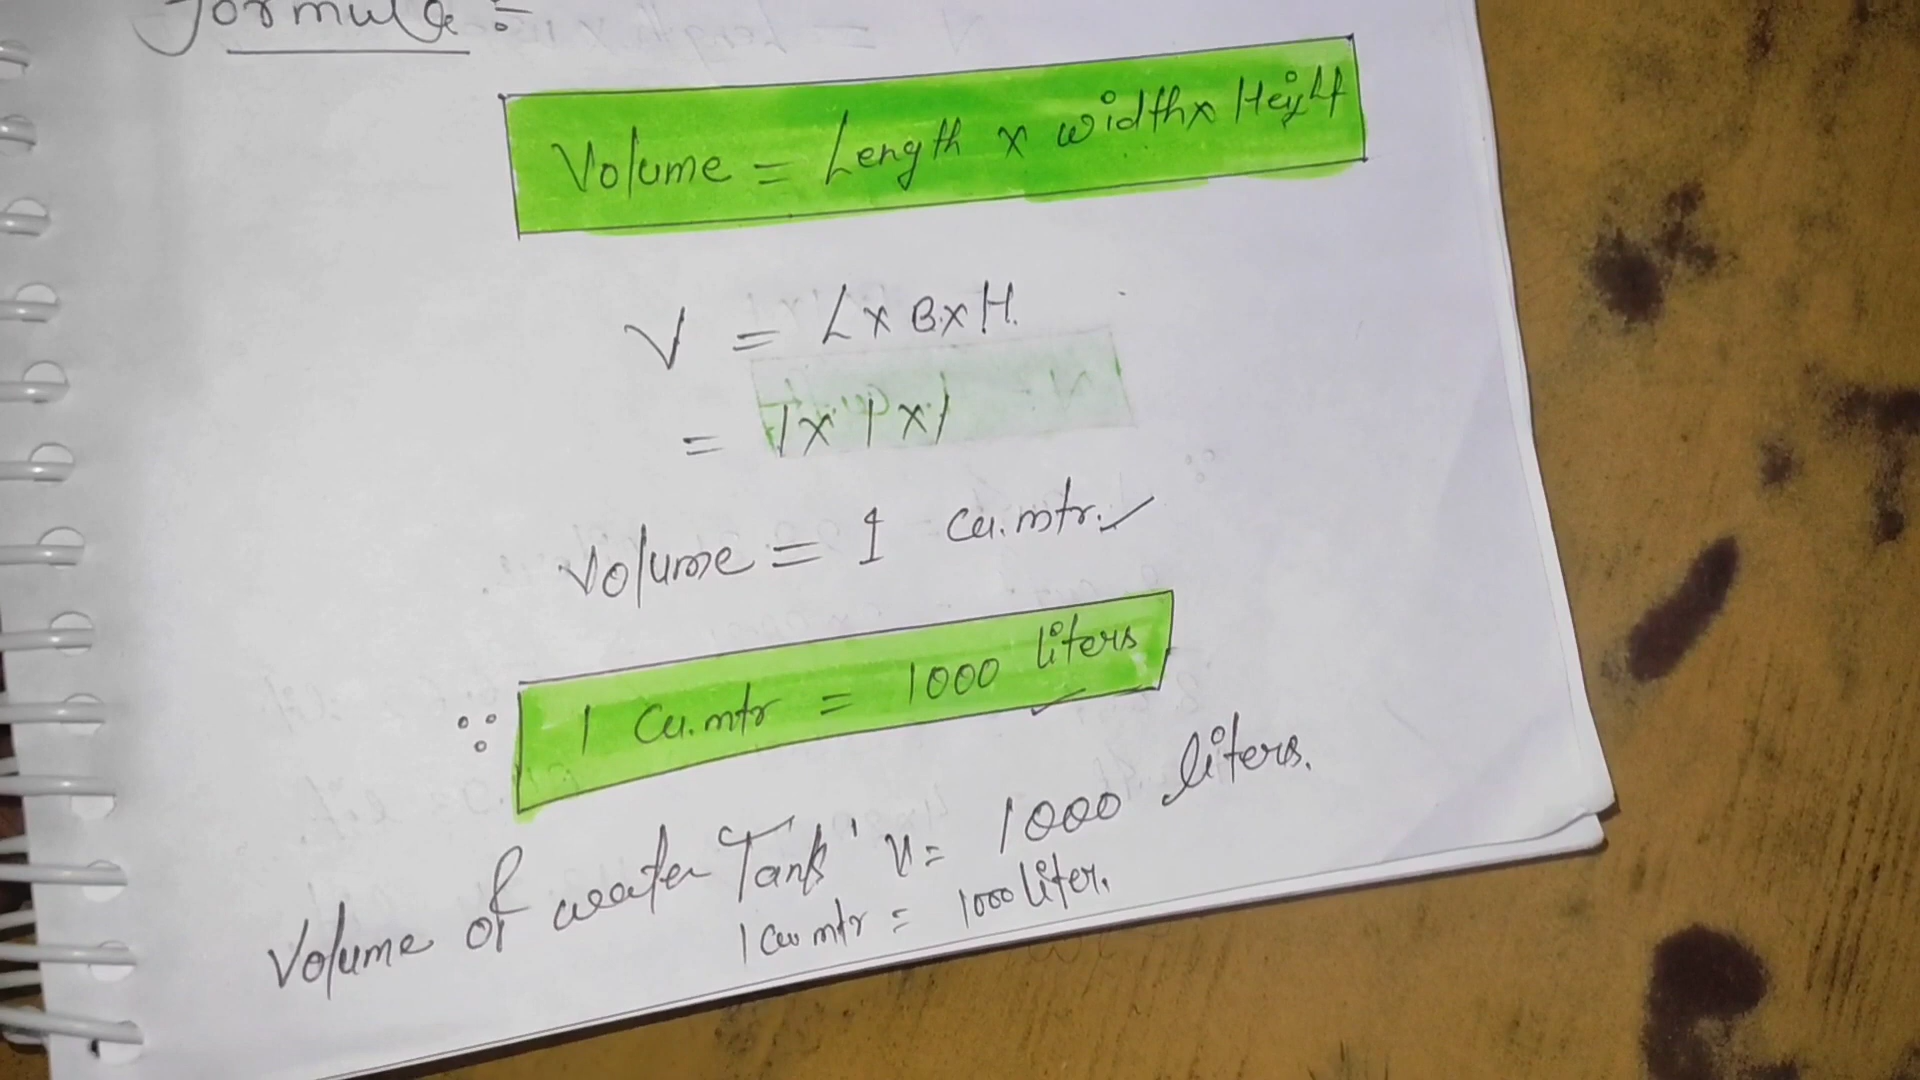 Formula :-
Volume = Length x width x Height
V = L x B x H.
= 1 x 1 x 1
Volume = 1 Cu.mtr.
∵ 1 Cu.mtr = 1000 liters
Volume of water Tank 'V = 1000 liters.
1 Cu mtr = 1000 liter.